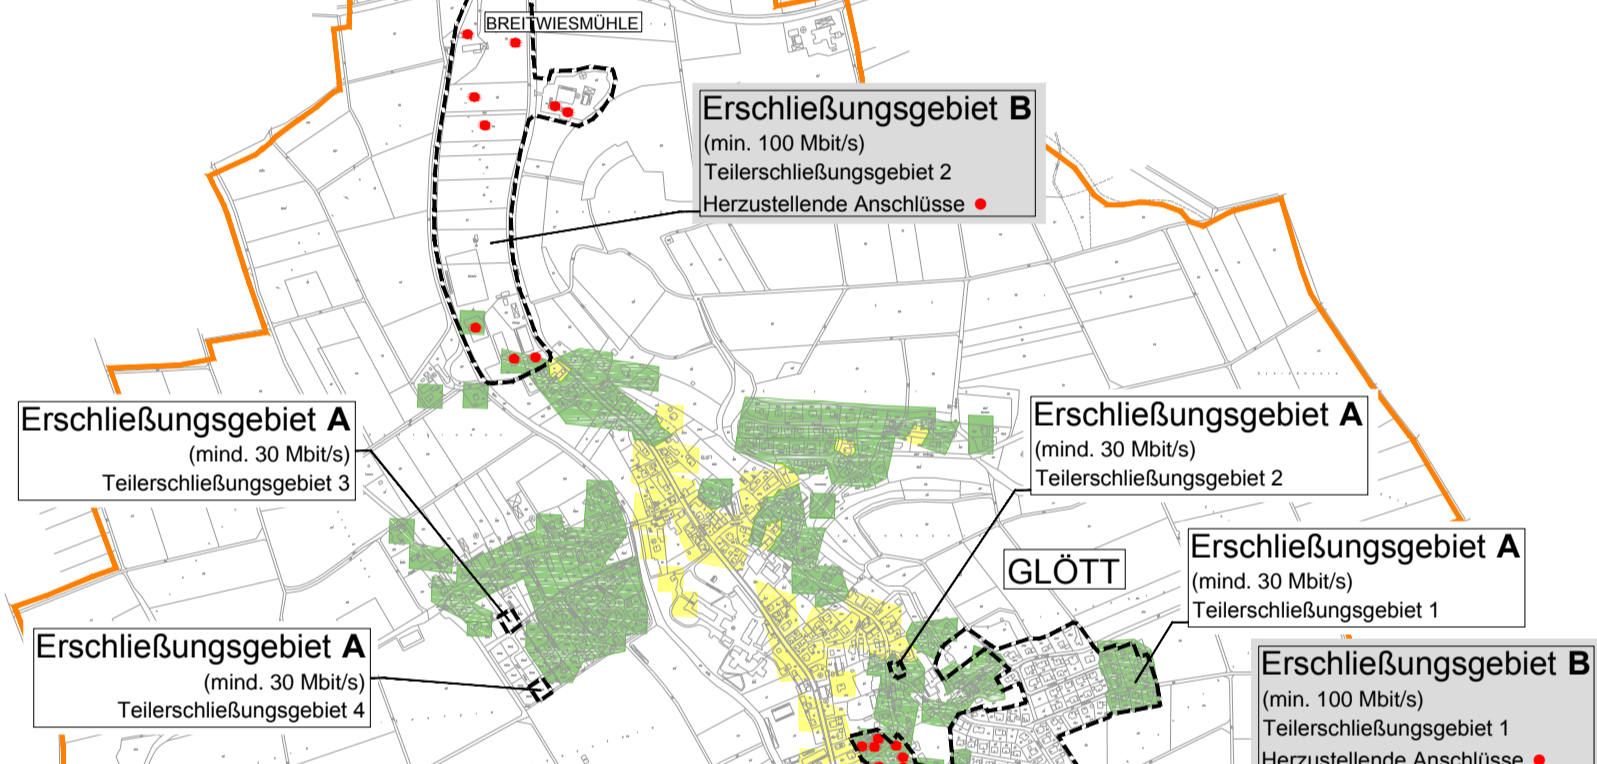 BREITWIESMÜHLE
Erschließungsgebiet B
(min. 100 Mbit/s)
Teilerschließungsgebiet 2
Herzustellende Anschlüsse
Erschließungsgebiet A
(mind. 30 Mbit/s)
Teilerschließungsgebiet 3
Erschließungsgebiet A
(mind. 30 Mbit/s)
Teilerschließungsgebiet 2
GLÖTT
Erschließungsgebiet A
(mind. 30 Mbit/s)
Teilerschließungsgebiet 1
Erschließungsgebiet A
(mind. 30 Mbit/s)
Teilerschließungsgebiet 4
Erschließungsgebiet B
(min. 100 Mbit/s)
Teilerschließungsgebiet 1
Herzustellende Anschlüsse